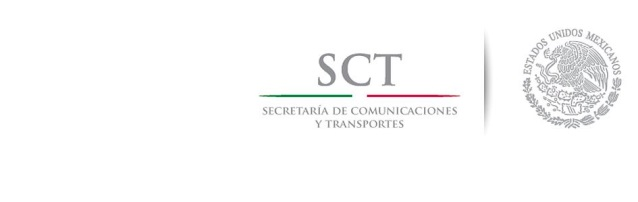 SCT
SECRETARÍA DE COMUNICACIONES
Y TRANSPORTES
ESTADOS UNIDOS MEXICANOS